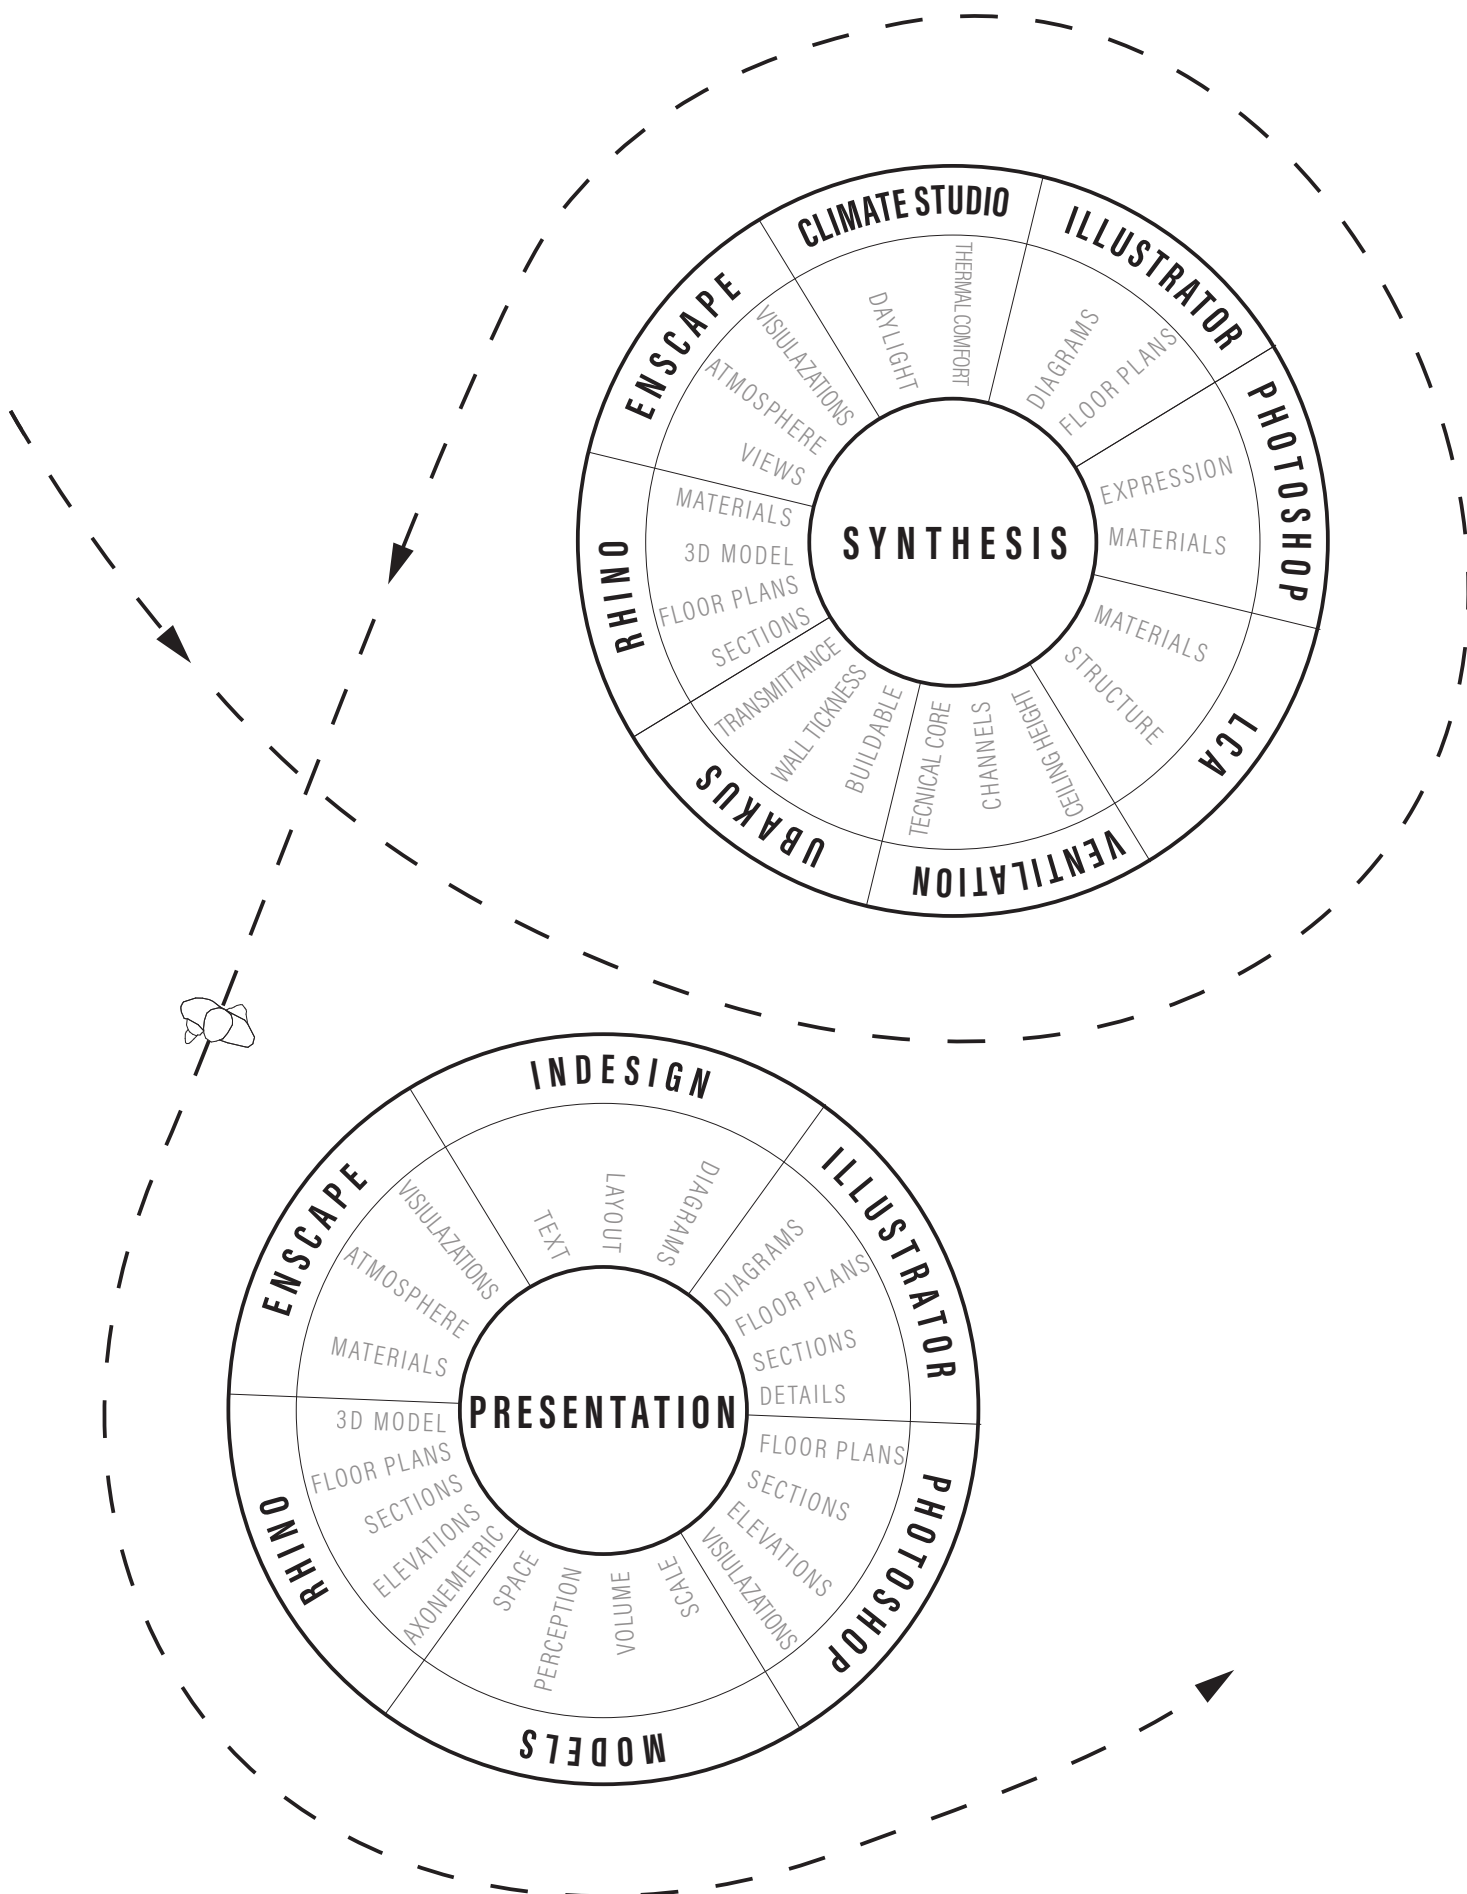 CLIMATE STUDIO
DAYLIGHT
THERMAL COMFORT
ILLUSTRATOR
DIAGRAMS
FLOOR PLANS
PHOTOSHOP
EXPRESSION
MATERIALS
LCA
MATERIALS
STRUCTURE
VENTILATION
CEILING HEIGHT
CHANNELS
TECNICAL CORE
UBAKUS
BUILDABLE
WALL TICKNESS
TRANSMITTANCE
RHINO
SECTIONS
FLOOR PLANS
3D MODEL
MATERIALS
ENSCAPE
VIEWS
ATMOSPHERE
VISIULAZATIONS
SYNTHESIS
INDESIGN
TEXT
LAYOUT
DIAGRAMS
ILLUSTRATOR
DIAGRAMS
FLOOR PLANS
SECTIONS
DETAILS
PHOTOSHOP
FLOOR PLANS
SECTIONS
ELEVATIONS
VISIULAZATIONS
MODELS
SCALE
VOLUME
PERCEPTION
SPACE
RHINO
AXONEMETRIC
ELEVATIONS
SECTIONS
FLOOR PLANS
3D MODEL
ENSCAPE
MATERIALS
ATMOSPHERE
VISIULAZATIONS
PRESENTATION